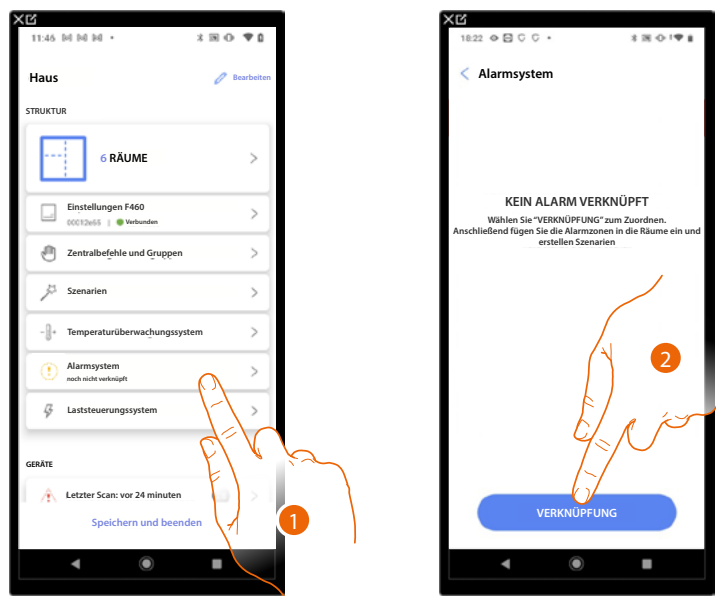 11:46
Haus
Bearbeiten
STRUKTUR
6 RÄUME
Einstellungen F460
00C12e65 | Verbunden
Zentralbefehle und Gruppen
Szenarien
Temperaturüberwachungssystem
Alarmsystem
noch nicht verknüpft
Laststeuerungssystem
GERÄTE
Letzter Scan: vor 24 minuten
Speichern und beenden
1
18:22
Alarmsystem
KEIN ALARM VERKNÜPFT
Wählen Sie "VERKNÜPFUNG" zum Zuordnen.
Anschließend fügen Sie die Alarmzonen in die Räume ein und
erstellen Szenarien
2
VERKNÜPFUNG